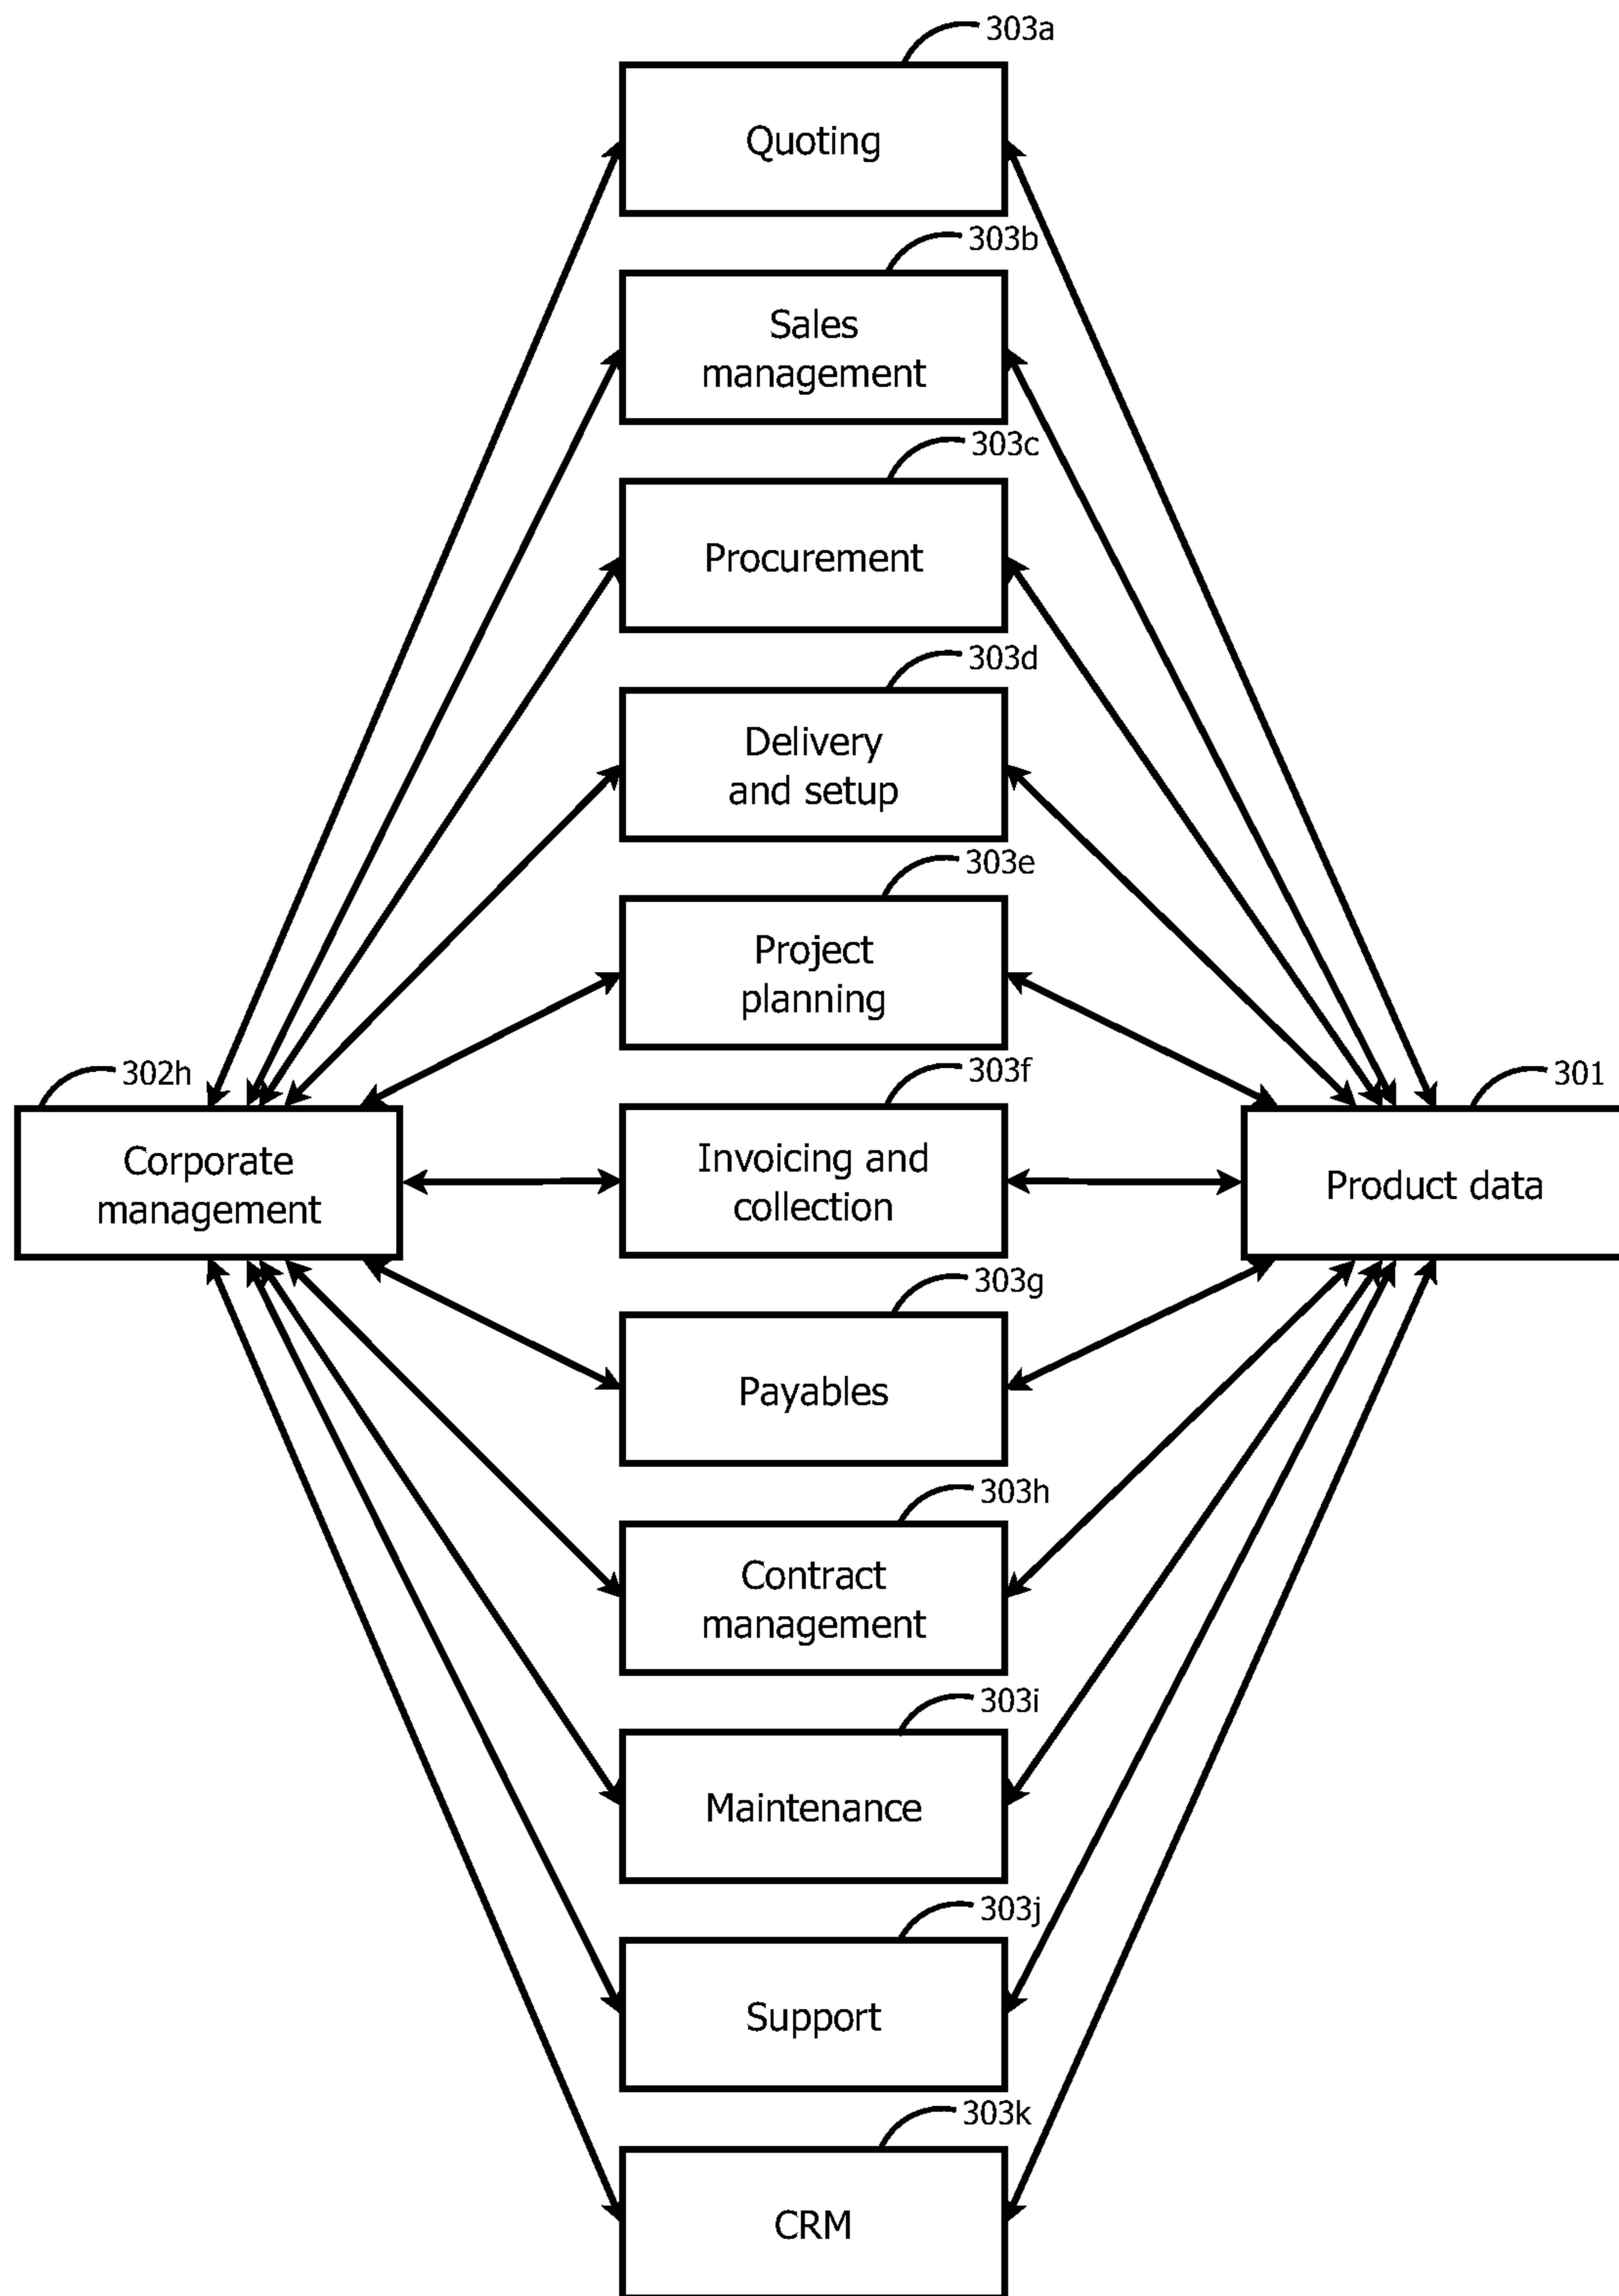 303a
Quoting
303b
Sales
management
303c
Procurement
303d
Delivery
and setup
303e
Project
planning
302h
Corporate
management
303f
Invoicing and
collection
301
Product data
303g
Payables
303h
Contract
management
303i
Maintenance
303j
Support
303k
CRM